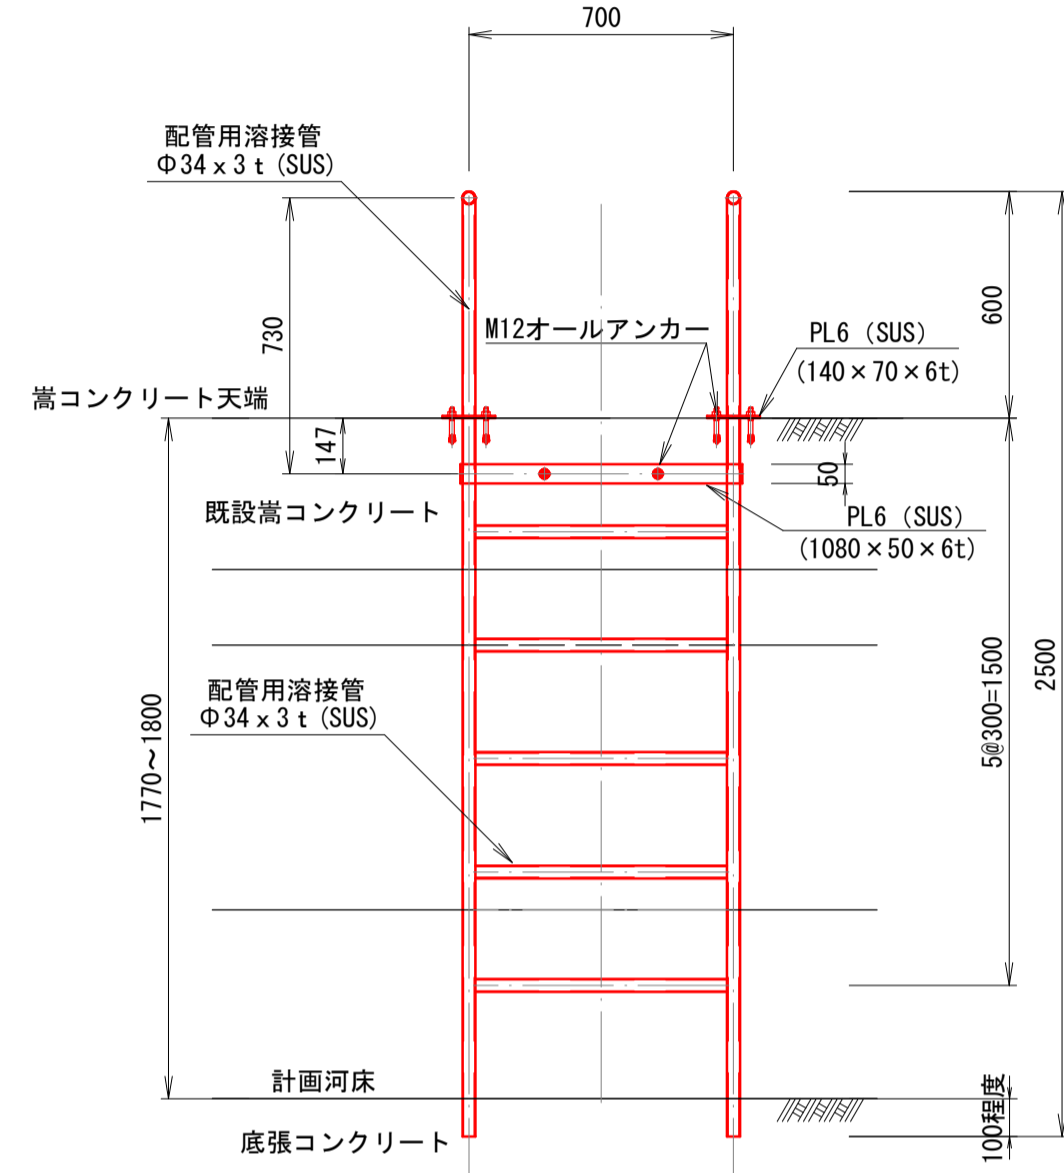 700
配管用溶接管
Φ34 x 3 t (SUS)
730
600
M12オールアンカー
PL6 (SUS)
(140×70×6t)
嵩コンクリート天端
147
50
既設嵩コンクリート
PL6 (SUS)
(1080×50×6t)
2500
配管用溶接管
Φ34 x 3 t (SUS)
5@300=1500
1770～1800
計画河床
100程度
底張コンクリート